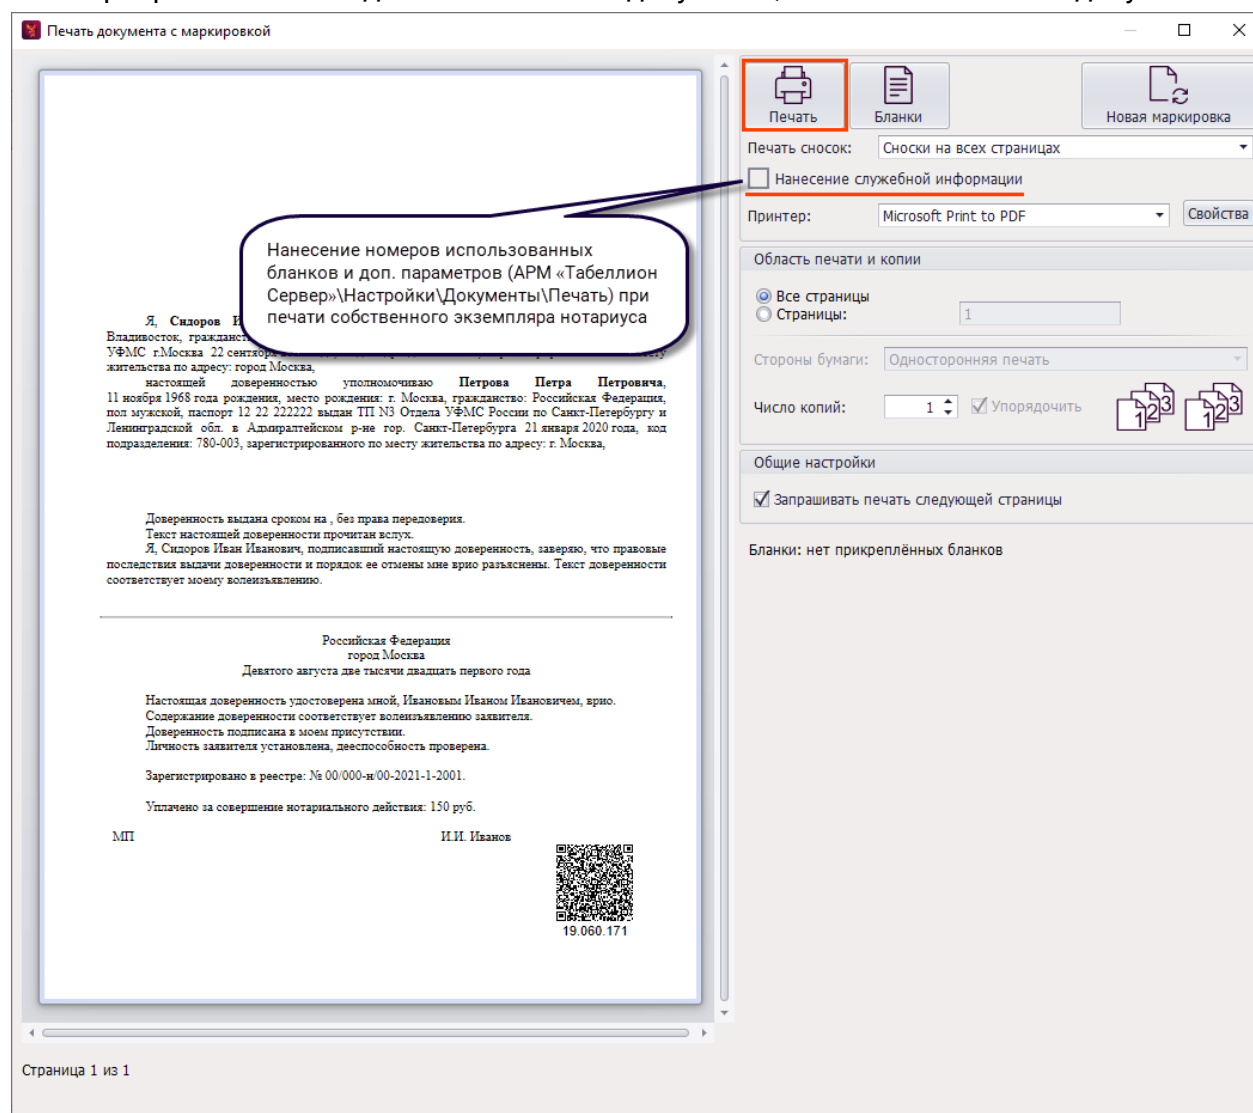 Печать документа с маркировкой
Печать
Бланки
Новая маркировка
Печать сносок: Сноски на всех страницах
Нанесение служебной информации
Принтер: Microsoft Print to PDF Свойства
Область печати и копии
Все страницы
Страницы: 1
Стороны бумаги: Односторонняя печать
Число копий: 1 Упорядочить
Общие настройки
Запрашивать печать следующей страницы
Бланки: нет прикреплённых бланков
Нанесение номеров использованных
бланков и доп. параметров (АРМ «Табеллион
Сервер»\Настройки\Документы\Печать) при
печати собственного экземпляра нотариуса
Я, Сидоров
Владивосток,
УФМС г.Москва 22
жительства по адресу: город Москва,
настоящей доверенностью уполномочиваю Петрова Петра Петровича,
11 ноября 1968 года рождения, место рождения: г. Москва, гражданство: Российская Федерация,
пол мужской, паспорт 12 22 222222 выдан ТП N3 Отдела УФМС России по Санкт-Петербургу и
Ленинградской обл. в Адмиралтейском р-не гор. Санкт-Петербурга 21 января 2020 года, код
подразделения: 780-003, зарегистрированного по месту жительства по адресу: г. Москва,
Доверенность выдана сроком на , без права передоверия.
Текст настоящей доверенности прочитан вслух.
Я, Сидоров Иван Иванович, подписавший настоящую доверенность, заверяю, что правовые
последствия выдачи доверенности и порядок ее отмены мне врио разъяснены. Текст доверенности
соответствует моему волеизъявлению.
Российская Федерация
город Москва
Девятого августа две тысячи двадцать первого года
Настоящая доверенность удостоверена мной, Ивановым Иваном Ивановичем, врио.
Содержание доверенности соответствует волеизъявлению заявителя.
Доверенность подписана в моем присутствии.
Личность заявителя установлена, дееспособность проверена.
Зарегистрировано в реестре: № 00/000-н/00-2021-1-2001.
Уплачено за совершение нотариального действия: 150 руб.
МП И.И. Иванов
19.060.171
Страница 1 из 1